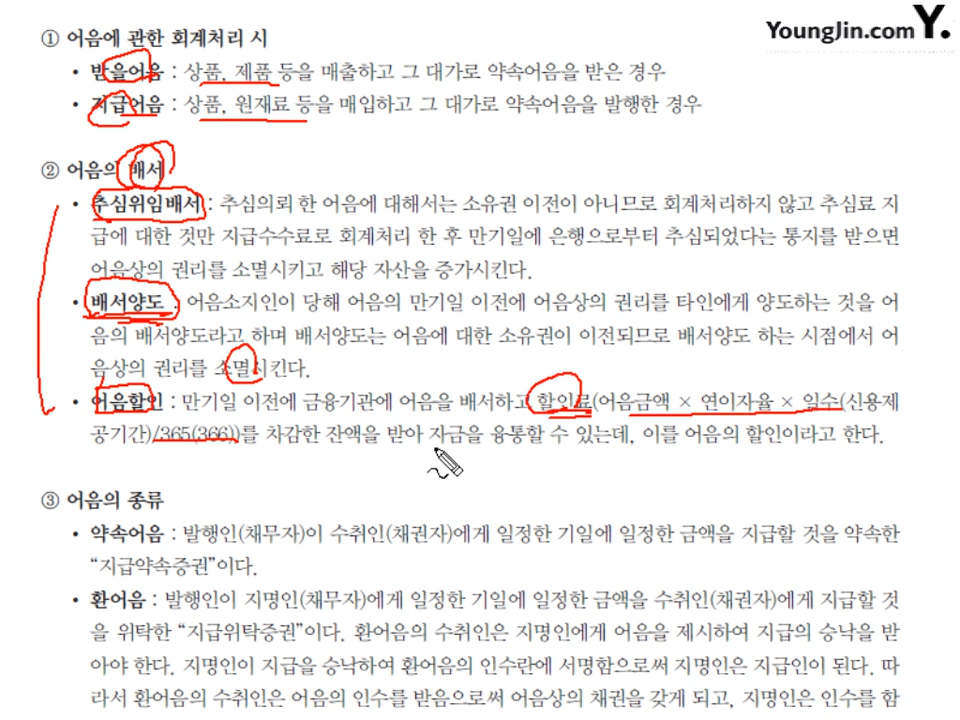 YoungJin.com Y.
① 어음에 관한 회계처리 시
• 받을어음 : 상품, 제품 등을 매출하고 그 대가로 약속어음을 받은 경우
• 지급어음 : 상품, 원재료 등을 매입하고 그 대가로 약속어음을 발행한 경우
② 어음의 배서
• 추심위임배서 : 추심의뢰 한 어음에 대해서는 소유권 이전이 아니므로 회계처리하지 않고 추심료 지
급에 대한 것만 지급수수료로 회계처리 한 후 만기일에 은행으로부터 추심되었다는 통지를 받으면
어음상의 권리를 소멸시키고 해당 자산을 증가시킨다.
• 배서양도 : 어음소지인이 당해 어음의 만기일 이전에 어음상의 권리를 타인에게 양도하는 것을 어
음의 배서양도라고 하며 배서양도는 어음에 대한 소유권이 이전되므로 배서양도 하는 시점에서 어
음상의 권리를 소멸시킨다.
• 어음할인 : 만기일 이전에 금융기관에 어음을 배서하고 할인료(어음금액 × 연이자율 × 일수(신용제
공기간)/365(366))를 차감한 잔액을 받아 자금을 융통할 수 있는데, 이를 어음의 할인이라고 한다.
③ 어음의 종류
• 약속어음 : 발행인(채무자)이 수취인(채권자)에게 일정한 기일에 일정한 금액을 지급할 것을 약속한
“지급약속증권”이다.
• 환어음 : 발행인이 지명인(채무자)에게 일정한 기일에 일정한 금액을 수취인(채권자)에게 지급할 것
을 위탁한 “지급위탁증권”이다. 환어음의 수취인은 지명인에게 어음을 제시하여 지급의 승낙을 받
아야 한다. 지명인이 지급을 승낙하여 환어음의 인수란에 서명함으로써 지명인은 지급인이 된다. 따
라서 환어음의 수취인은 어음의 인수를 받음으로써 어음상의 채권을 갖게 되고, 지명인은 인수를 함